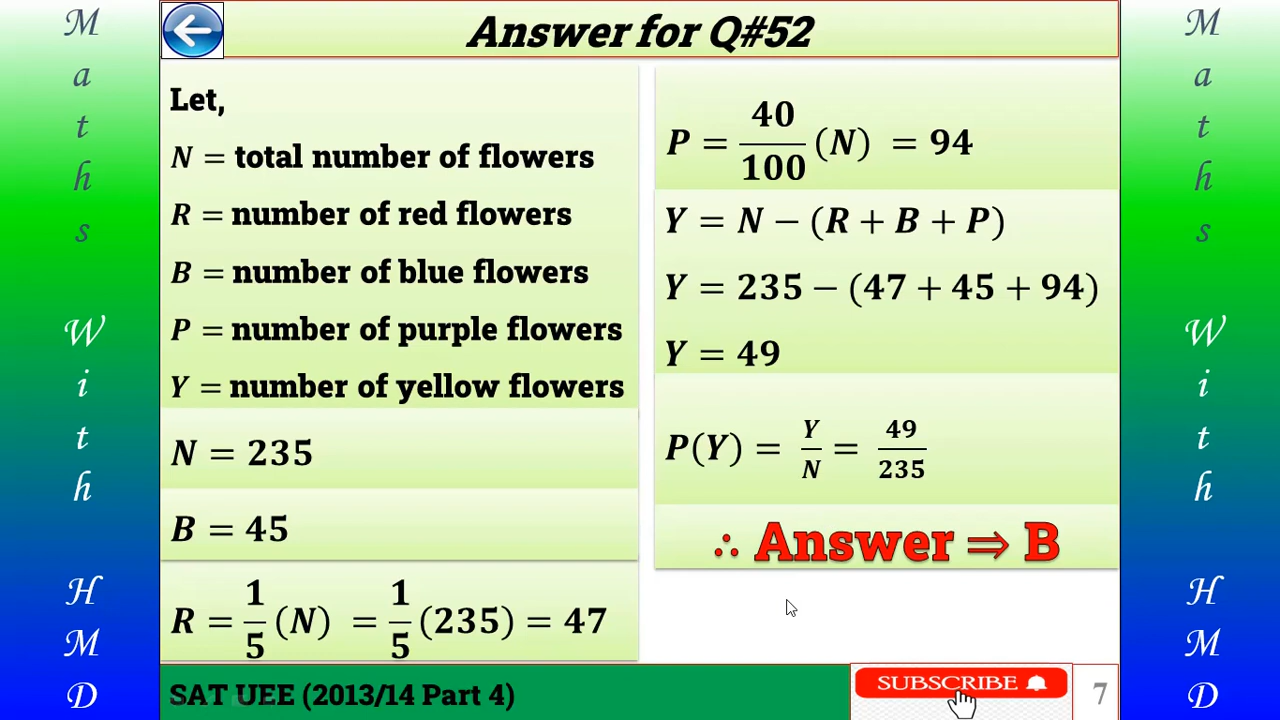 Answer for Q#52
Let,
N = total number of flowers
R = number of red flowers
B = number of blue flowers
P = number of purple flowers
Y = number of yellow flowers
N = 235
B = 45
R = 1/5 (N) = 1/5 (235) = 47
P = 40/100 (N) = 94
Y = N − (R + B + P)
Y = 235 − (47 + 45 + 94)
Y = 49
P(Y) = Y/N = 49/235
∴ Answer ⇒ B
SAT UEE (2013/14 Part 4)
SUBSCRIBE
7
Maths With HMD
Maths With HMD